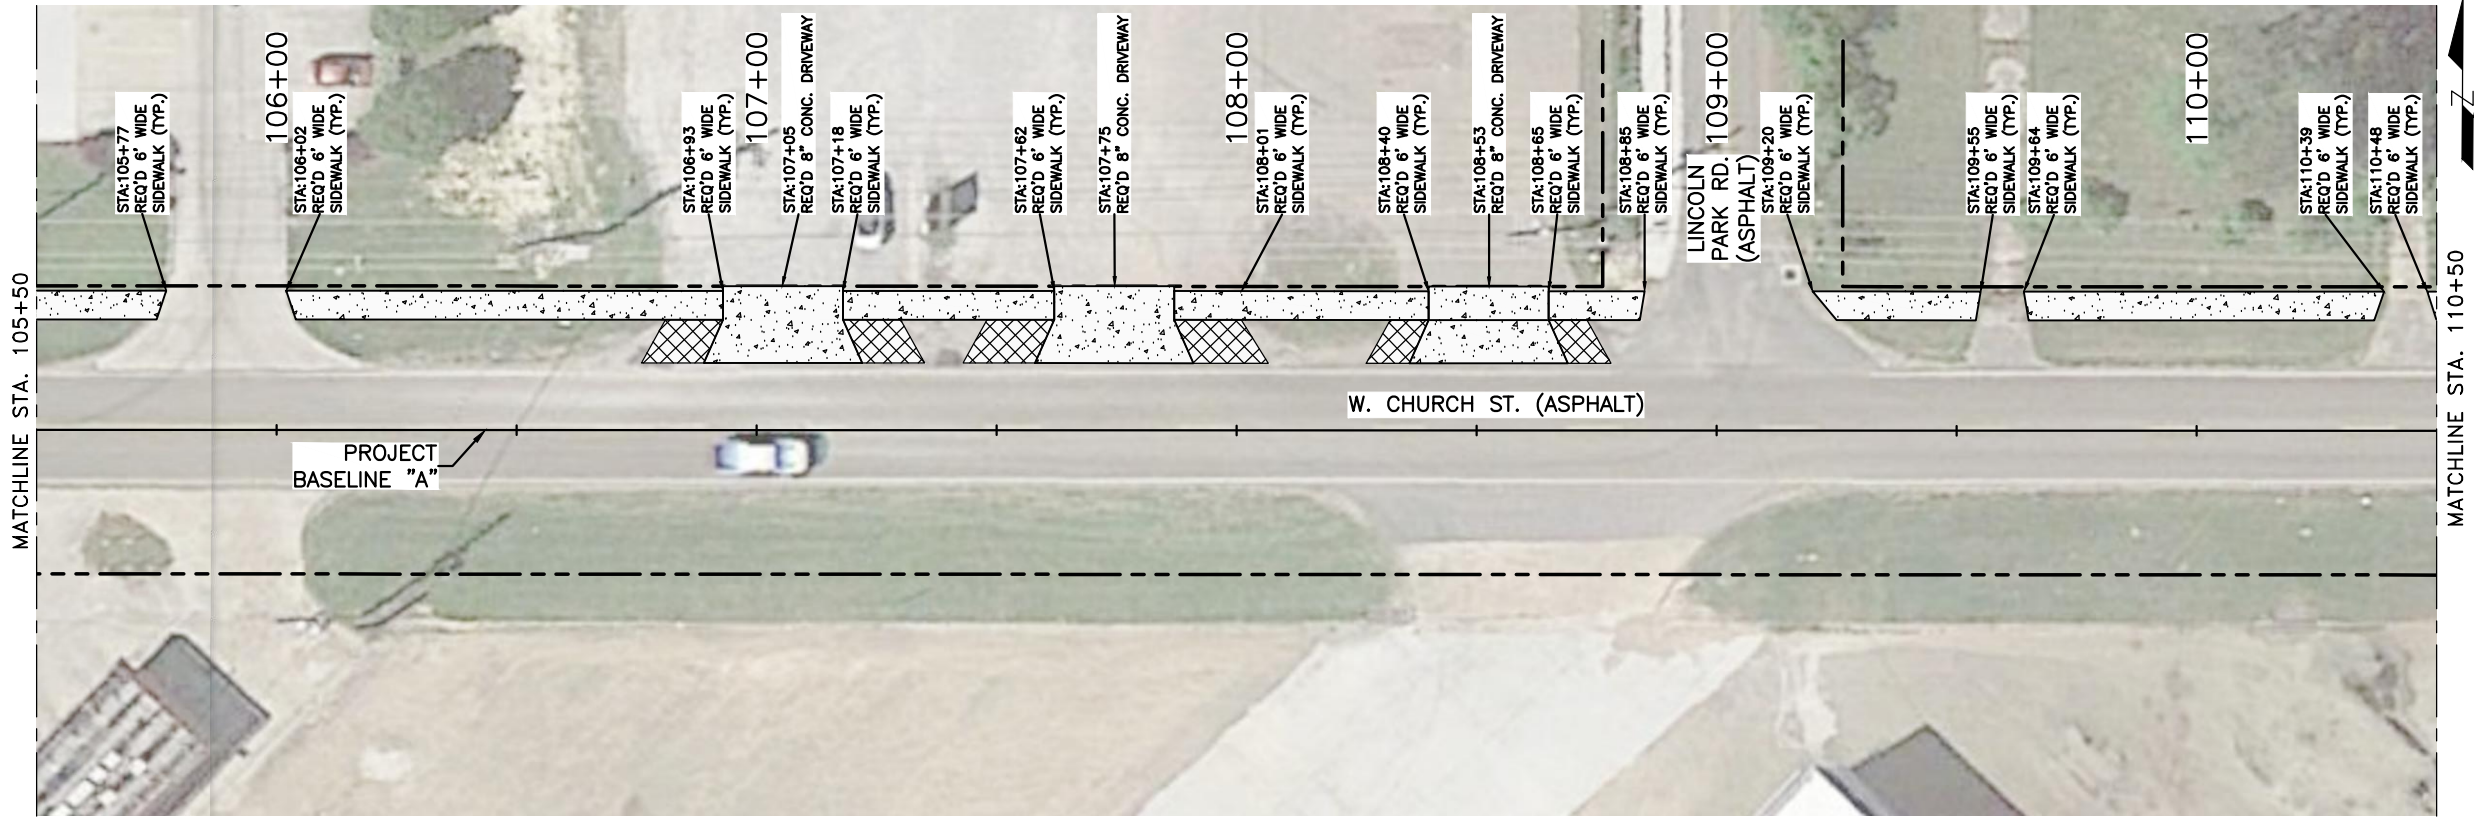 MATCHLINE STA. 105+50
STA:105+77
REQ'D 6' WIDE
SIDEWALK (TYP.)
106+00
STA:106+02
REQ'D 6' WIDE
SIDEWALK (TYP.)
STA:106+93
REQ'D 6' WIDE
SIDEWALK (TYP.)
107+00
STA:107+05
REQ'D 8" CONC. DRIVEWAY
STA:107+18
REQ'D 6' WIDE
SIDEWALK (TYP.)
STA:107+62
REQ'D 6' WIDE
SIDEWALK (TYP.)
STA:107+75
REQ'D 8" CONC. DRIVEWAY
108+00
STA:108+01
REQ'D 6' WIDE
SIDEWALK (TYP.)
STA:108+40
REQ'D 6' WIDE
SIDEWALK (TYP.)
STA:108+53
REQ'D 8" CONC. DRIVEWAY
STA:108+65
REQ'D 6' WIDE
SIDEWALK (TYP.)
STA:108+85
REQ'D 6' WIDE
SIDEWALK (TYP.)
109+00
LINCOLN
PARK RD.
(ASPHALT)
STA:109+20
REQ'D 6' WIDE
SIDEWALK (TYP.)
STA:109+55
REQ'D 6' WIDE
SIDEWALK (TYP.)
STA:109+64
REQ'D 6' WIDE
SIDEWALK (TYP.)
110+00
STA:110+39
REQ'D 6' WIDE
SIDEWALK (TYP.)
STA:110+48
REQ'D 6' WIDE
SIDEWALK (TYP.)
Z
MATCHLINE STA. 110+50
W. CHURCH ST. (ASPHALT)
PROJECT
BASELINE "A"